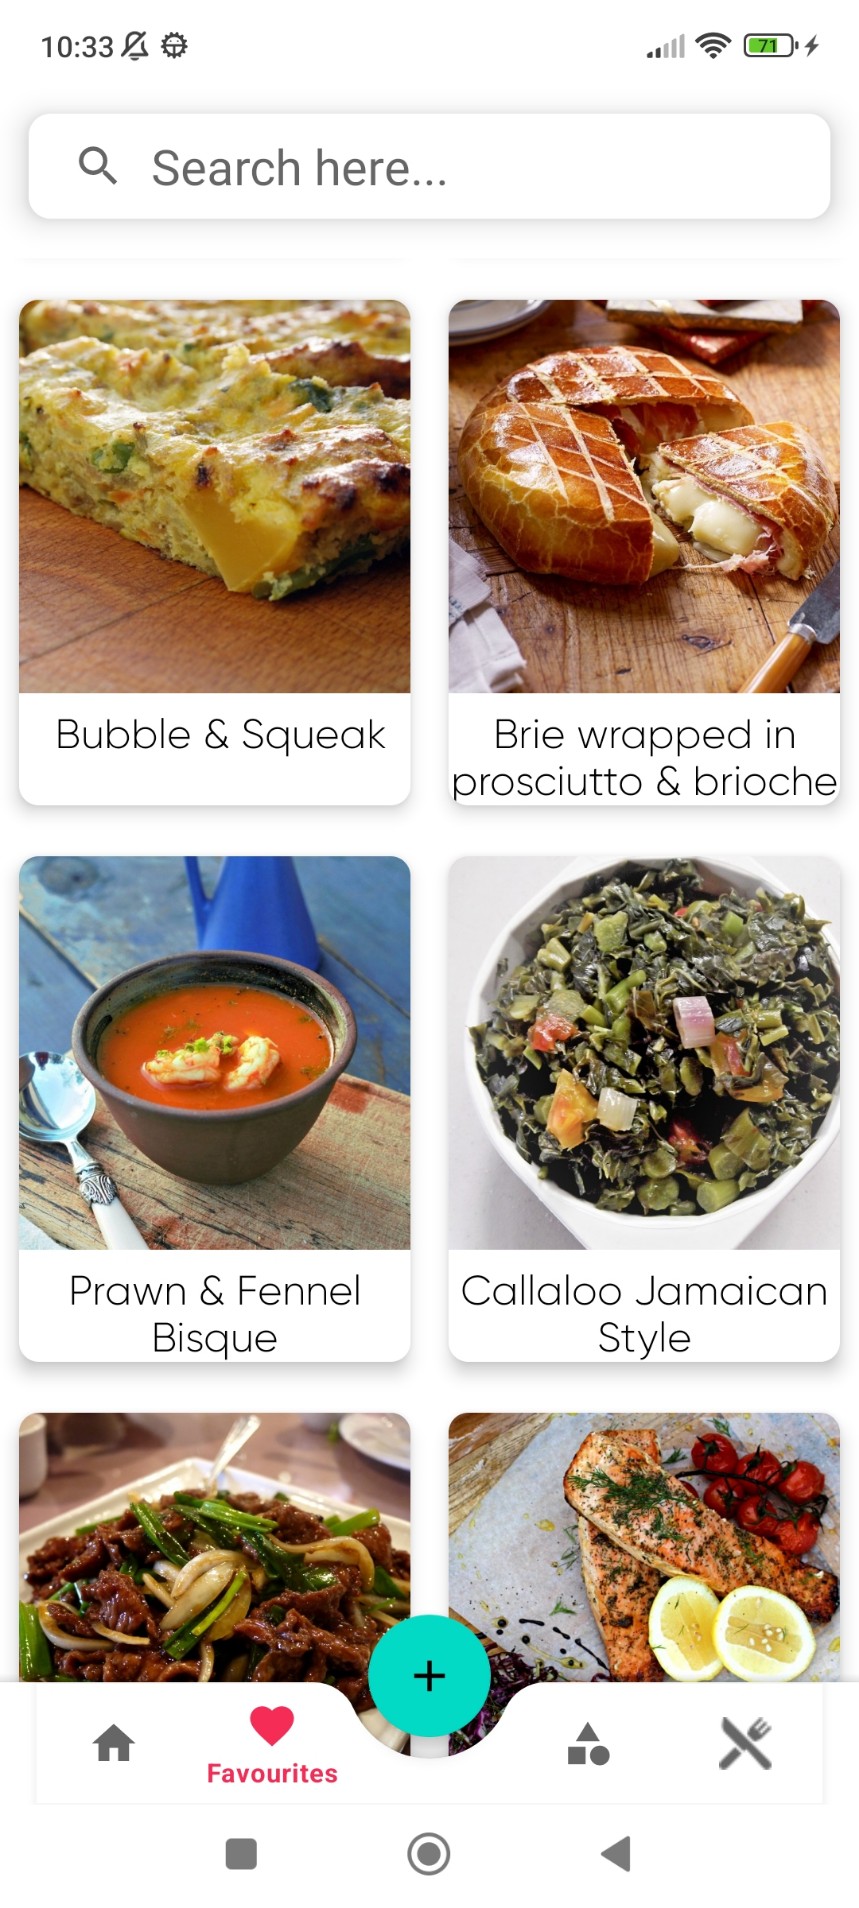 10:33
71
Search here...
Bubble & Squeak
Brie wrapped in
prosciutto & brioche
Prawn & Fennel
Bisque
Callaloo Jamaican
Style
Favourites